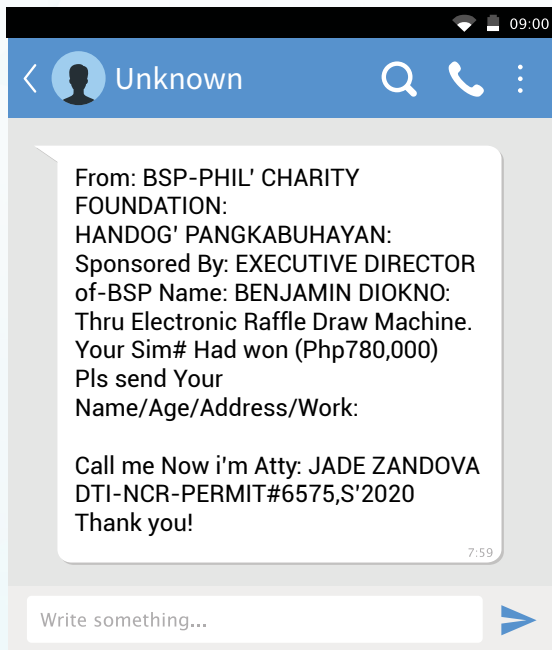 09:00
Unknown
From: BSP-PHIL' CHARITY
FOUNDATION:
HANDOG' PANGKABUHAYAN:
Sponsored By: EXECUTIVE DIRECTOR
of-BSP Name: BENJAMIN DIOKNO:
Thru Electronic Raffle Draw Machine.
Your Sim# Had won (Php780,000)
Pls send Your
Name/Age/Address/Work:
Call me Now i'm Atty: JADE ZANDOVA
DTI-NCR-PERMIT#6575,S'2020
Thank you!
7:59
Write something...